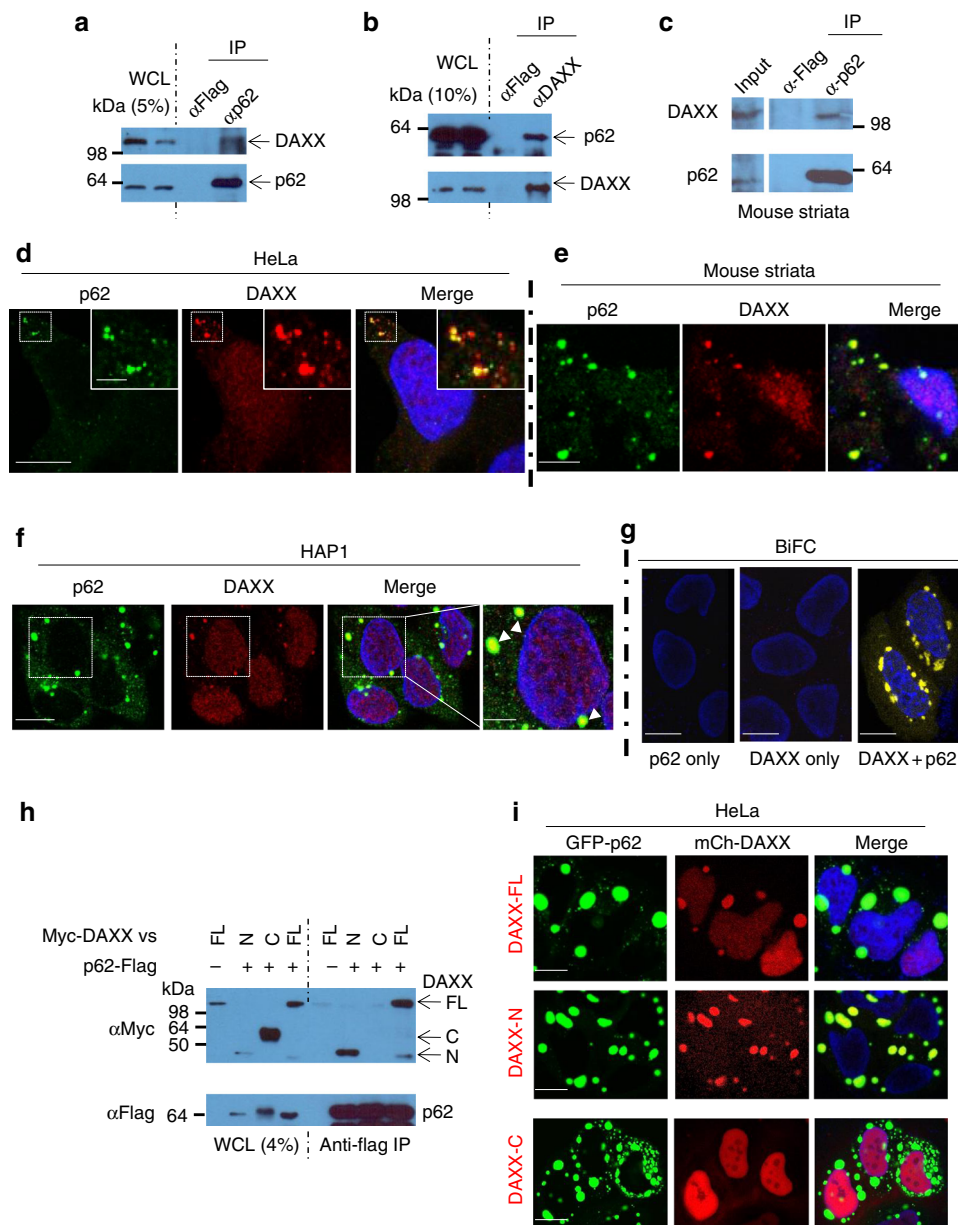 a
IP
WCL
kDa (5%)
αFlag
αp62
DAXX
98
64
p62
b
IP
WCL
kDa (10%)
αFlag
αDAXX
64
p62
DAXX
98
c
IP
Input
α-Flag
α-p62
DAXX
98
64
p62
Mouse striata
d
HeLa
p62
DAXX
Merge
e
Mouse striata
p62
DAXX
Merge
f
HAP1
p62
DAXX
Merge
g
BiFC
p62 only
DAXX only
DAXX + p62
h
Myc-DAXX vs
FL
N
C
FL
FL
N
C
FL
p62-Flag
– + + + – + + +
kDa
DAXX
98
64
50
αMyc
FL
C
N
αFlag
64
p62
WCL (4%)
Anti-flag IP
i
HeLa
GFP-p62
mCh-DAXX
Merge
DAXX-FL
DAXX-N
DAXX-C